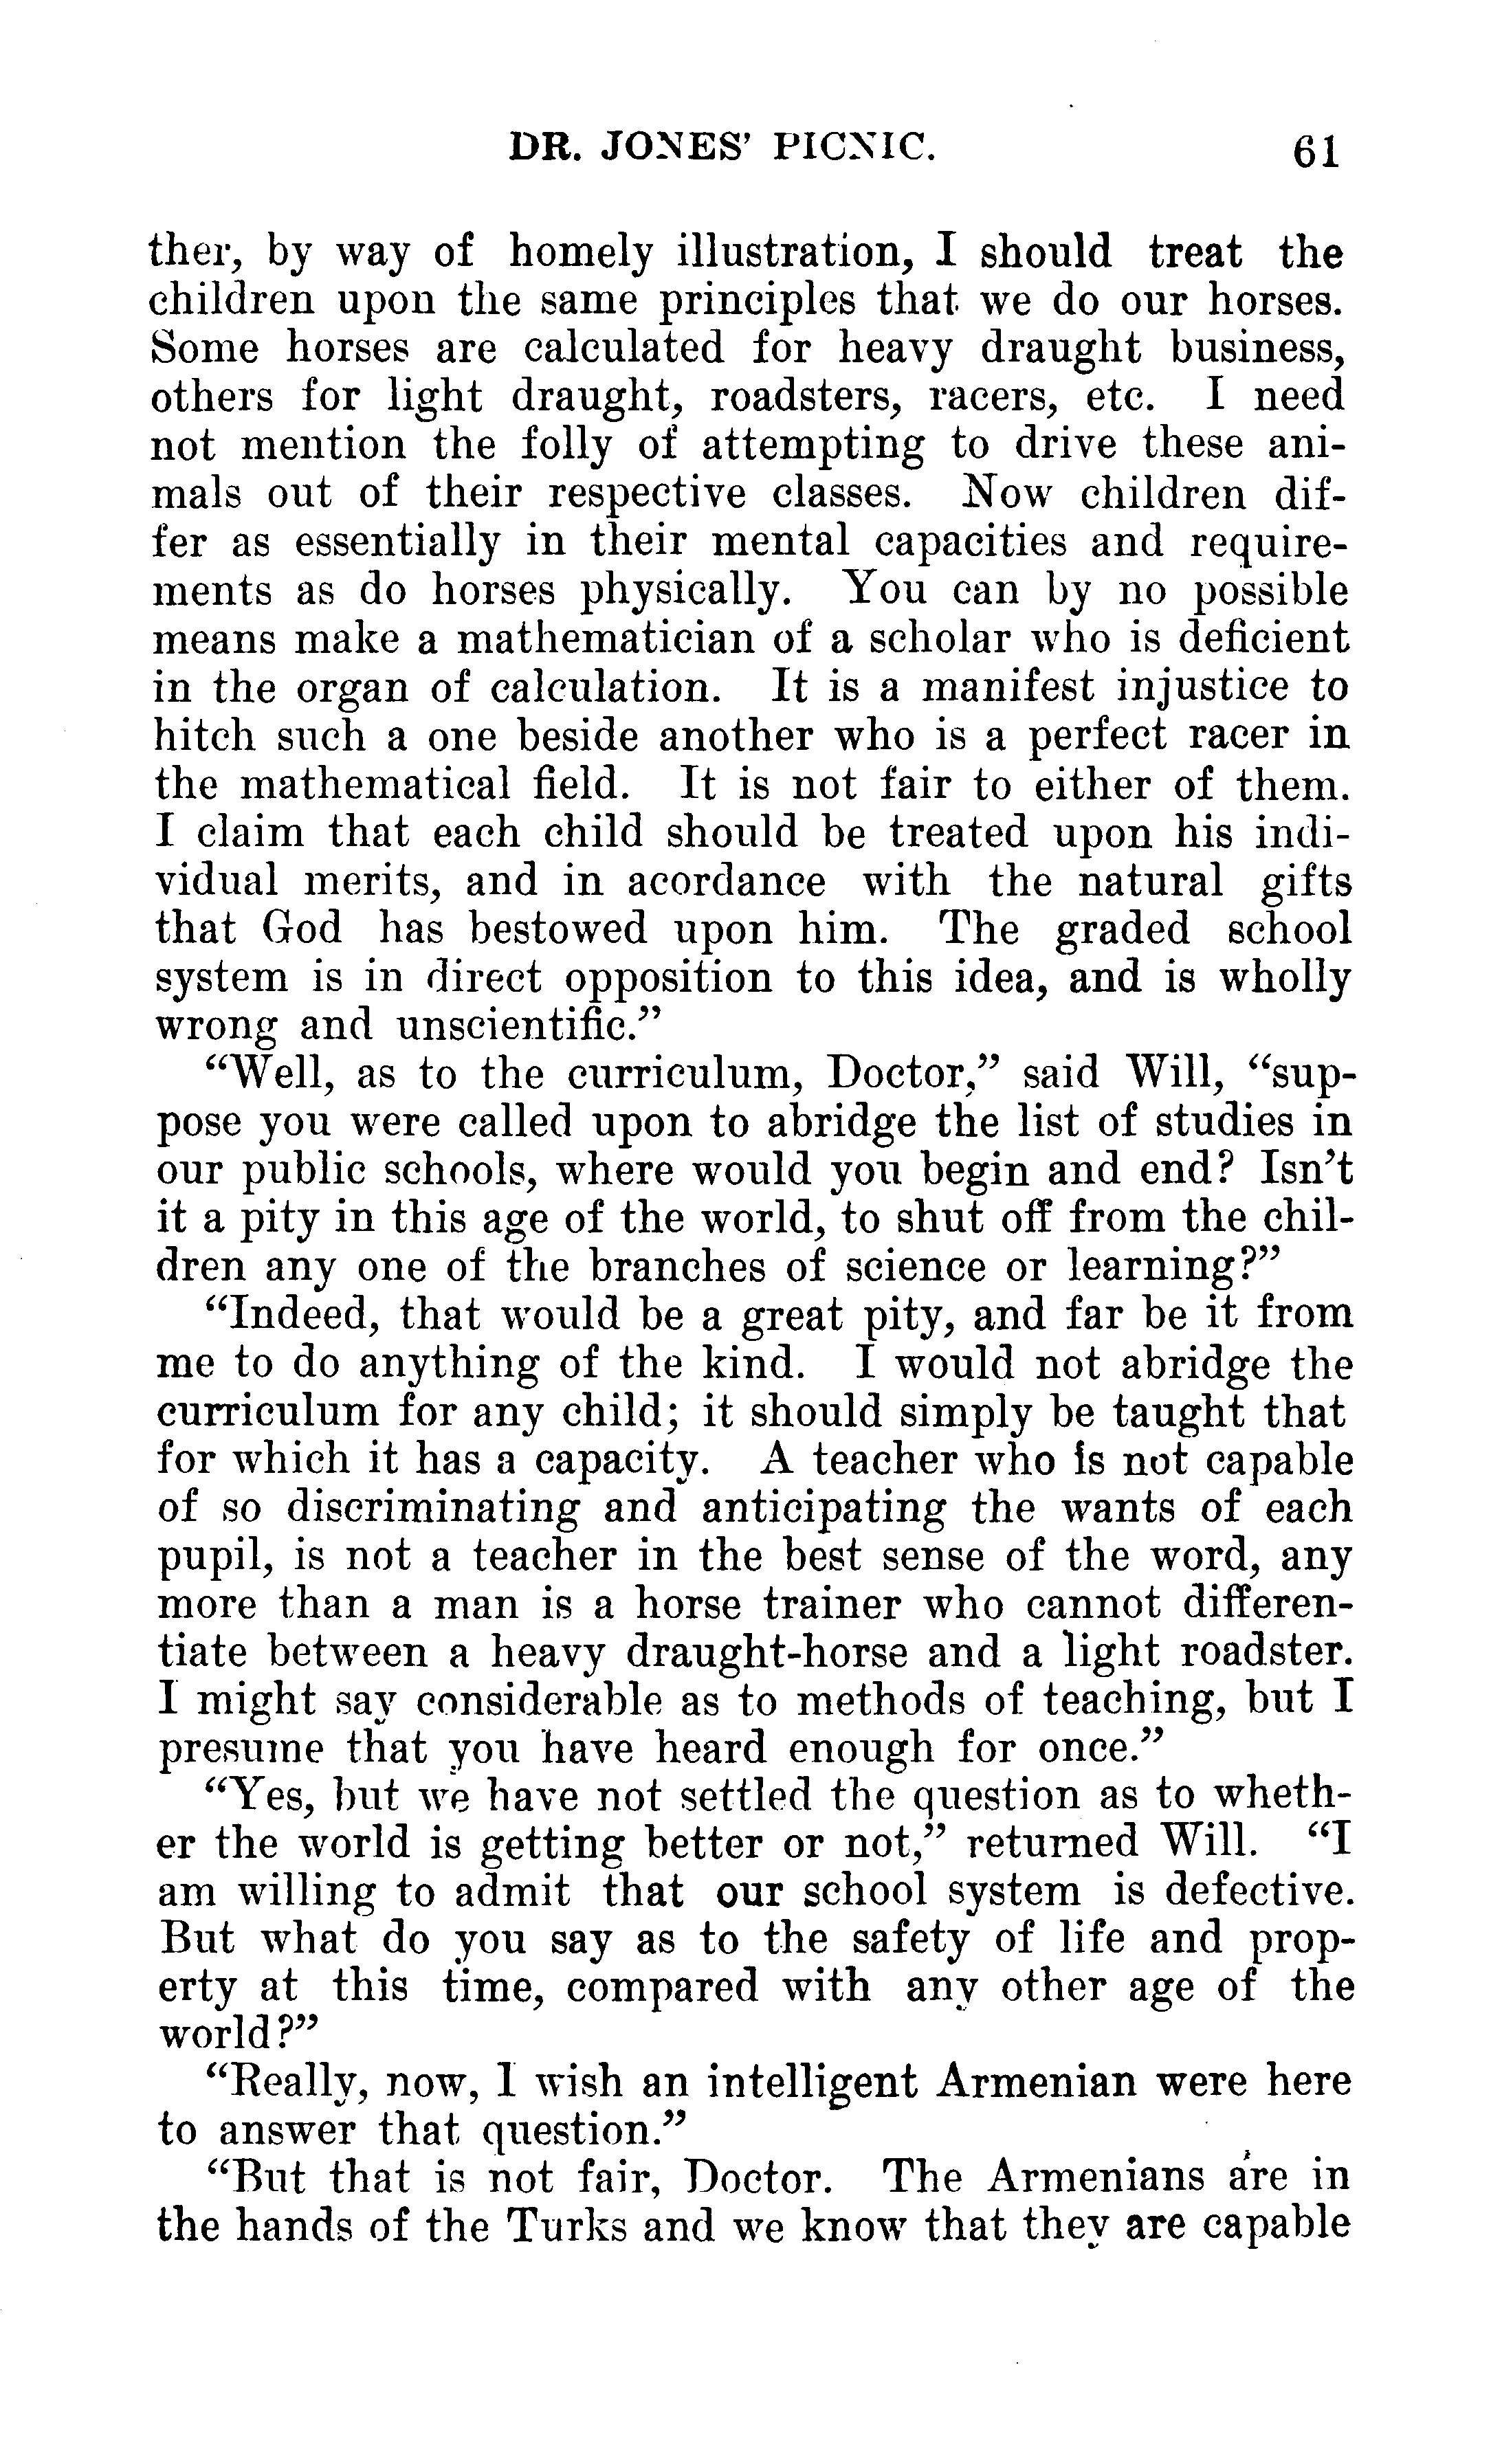 DR. JONES' PICNIC. 61
ther, by way of homely illustration, I should treat the
children upon the same principles that we do our horses.
Some horses are calculated for heavy draught business,
others for light draught, roadsters, racers, etc. I need
not mention the folly of attempting to drive these ani-
mals out of their respective classes. Now children dif-
fer as essentially in their mental capacities and require-
ments as do horses physically. You can by no possible
means make a mathematician of a scholar who is deficient
in the organ of calculation. It is a manifest injustice to
hitch such a one beside another who is a perfect racer in
the mathematical field. It is not fair to either of them.
I claim that each child should be treated upon his indi-
vidual merits, and in acordance with the natural gifts
that God has bestowed upon him. The graded school
system is in direct opposition to this idea, and is wholly
wrong and unscientific.”
“Well, as to the curriculum, Doctor,” said Will, “sup-
pose you were called upon to abridge the list of studies in
our public schools, where would you begin and end? Isn't
it a pity in this age of the world, to shut off from the chil-
dren any one of the branches of science or learning?”
“Indeed, that would be a great pity, and far be it from
me to do anything of the kind. I would not abridge the
curriculum for any child; it should simply be taught that
for which it has a capacity. A teacher who is not capable
of so discriminating and anticipating the wants of each
pupil, is not a teacher in the best sense of the word, any
more than a man is a horse trainer who cannot differen-
tiate between a heavy draught-horse and a light roadster.
I might say considerable as to methods of teaching, but I
presume that you have heard enough for once.”
“Yes, but we have not settled the question as to wheth-
er the world is getting better or not,” returned Will. “I
am willing to admit that our school system is defective.
But what do you say as to the safety of life and prop-
erty at this time, compared with any other age of the
world?”
“Really, now, I wish an intelligent Armenian were here
to answer that question.”
“But that is not fair, Doctor. The Armenians are in
the hands of the Turks and we know that they are capable